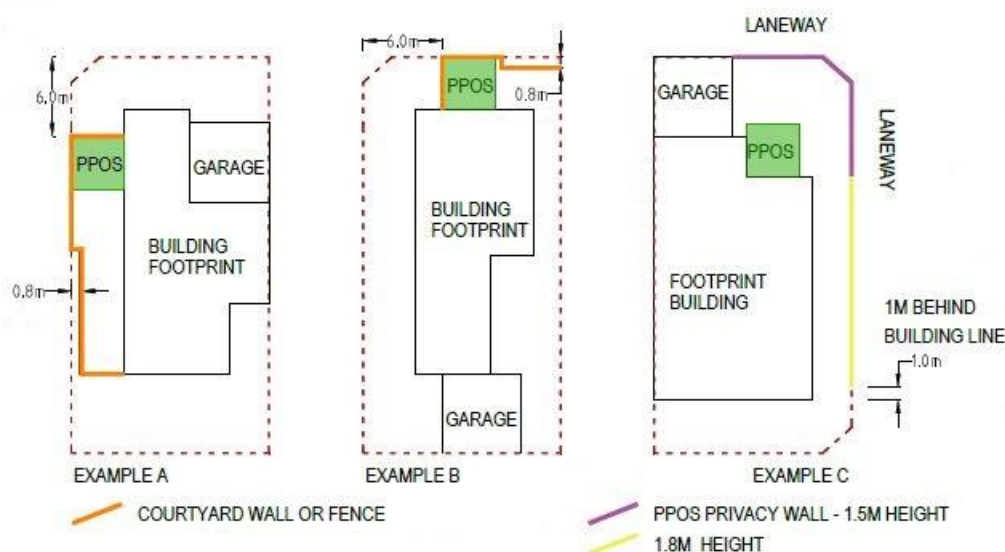 LANEWAY
6.0m
6.0m
PPOS
0.8m
GARAGE
LANEWAY
PPOS
GARAGE
PPOS
BUILDING
FOOTPRINT
BUILDING
FOOTPRINT
0.8m
FOOTPRINT
BUILDING
1M BEHIND
BUILDING LINE
1.0m
GARAGE
EXAMPLE A
EXAMPLE B
EXAMPLE C
COURTYARD WALL OR FENCE
PPOS PRIVACY WALL - 1.5M HEIGHT
1.8M HEIGHT